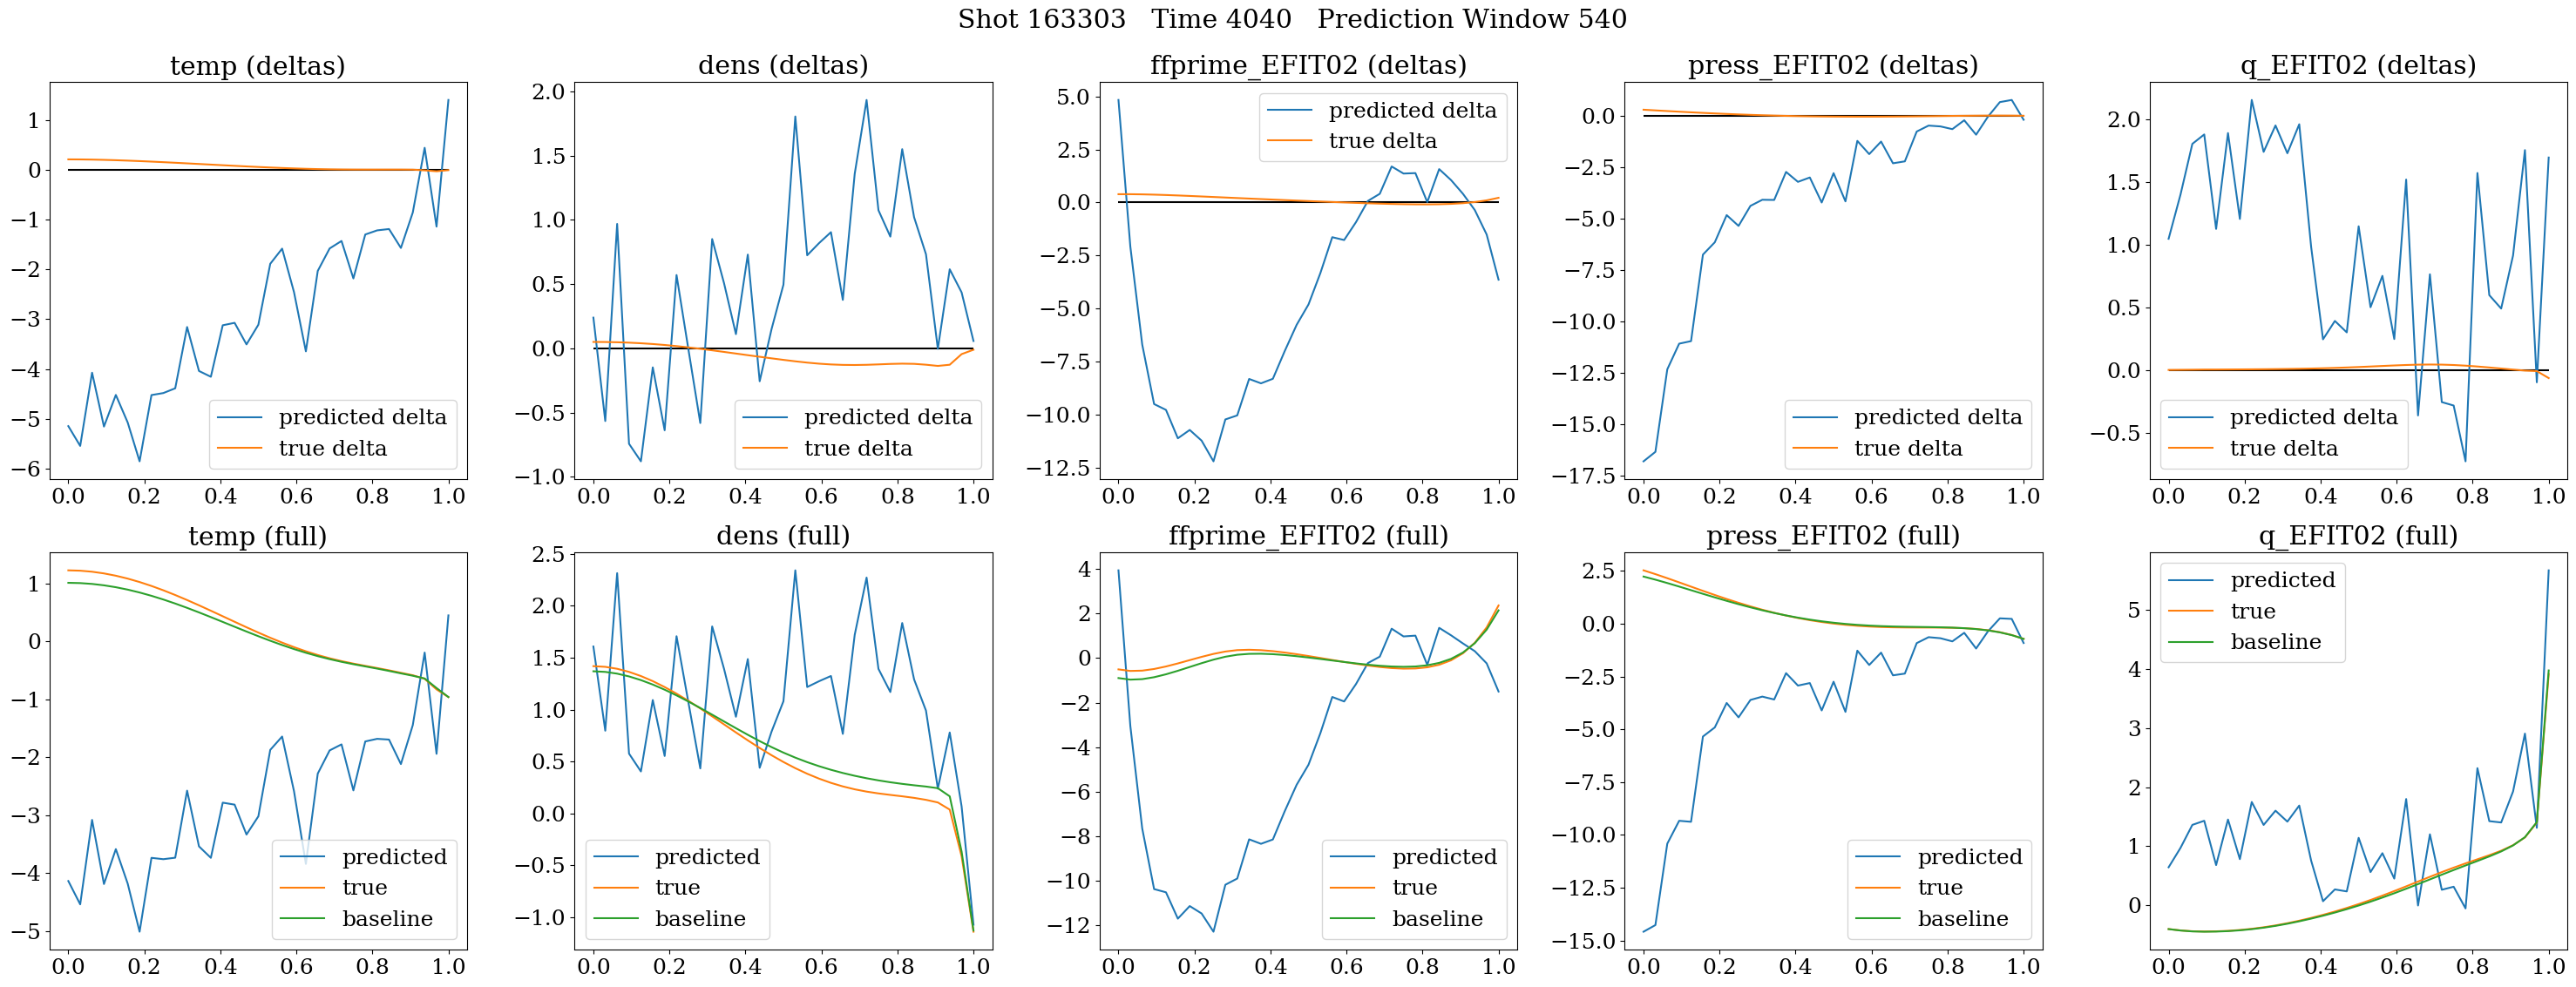 Shot 163303   Time 4040   Prediction Window 540
temp (deltas)
1
0
−1
−2
−3
−4
−5
−6
0.0 0.2 0.4 0.6 0.8 1.0
predicted delta
true delta
dens (deltas)
2.0
1.5
1.0
0.5
0.0
−0.5
−1.0
0.0 0.2 0.4 0.6 0.8 1.0
predicted delta
true delta
ffprime_EFIT02 (deltas)
5.0
2.5
0.0
−2.5
−5.0
−7.5
−10.0
−12.5
0.0 0.2 0.4 0.6 0.8 1.0
predicted delta
true delta
press_EFIT02 (deltas)
0.0
−2.5
−5.0
−7.5
−10.0
−12.5
−15.0
−17.5
0.0 0.2 0.4 0.6 0.8 1.0
predicted delta
true delta
q_EFIT02 (deltas)
2.0
1.5
1.0
0.5
0.0
−0.5
0.0 0.2 0.4 0.6 0.8 1.0
predicted delta
true delta
temp (full)
1
0
−1
−2
−3
−4
−5
0.0 0.2 0.4 0.6 0.8 1.0
predicted
true
baseline
dens (full)
2.5
2.0
1.5
1.0
0.5
0.0
−0.5
−1.0
0.0 0.2 0.4 0.6 0.8 1.0
predicted
true
baseline
ffprime_EFIT02 (full)
4
2
0
−2
−4
−6
−8
−10
−12
0.0 0.2 0.4 0.6 0.8 1.0
predicted
true
baseline
press_EFIT02 (full)
2.5
0.0
−2.5
−5.0
−7.5
−10.0
−12.5
−15.0
0.0 0.2 0.4 0.6 0.8 1.0
predicted
true
baseline
q_EFIT02 (full)
5
4
3
2
1
0
0.0 0.2 0.4 0.6 0.8 1.0
predicted
true
baseline